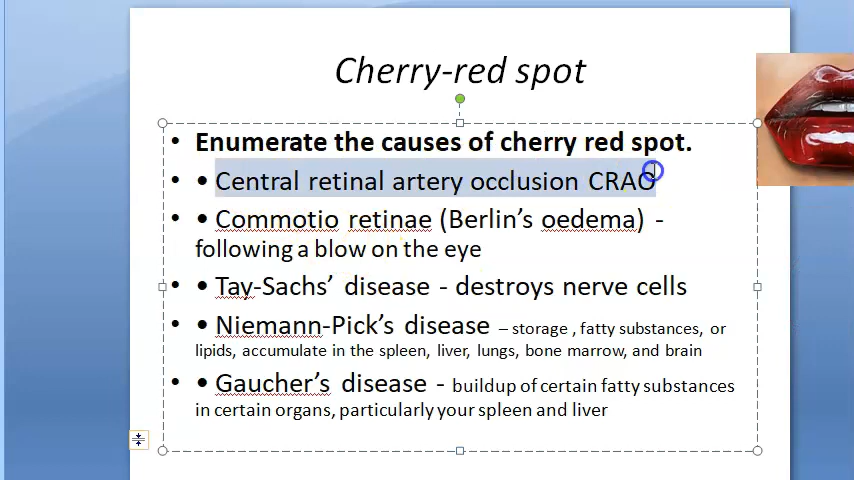 Cherry-red spot
• Enumerate the causes of cherry red spot.
• • Central retinal artery occlusion CRAO
• • Commotio retinae (Berlin's oedema) -
following a blow on the eye
• • Tay-Sachs' disease - destroys nerve cells
• • Niemann-Pick's disease – storage , fatty substances, or
lipids, accumulate in the spleen, liver, lungs, bone marrow, and brain
• • Gaucher's disease - buildup of certain fatty substances
in certain organs, particularly your spleen and liver